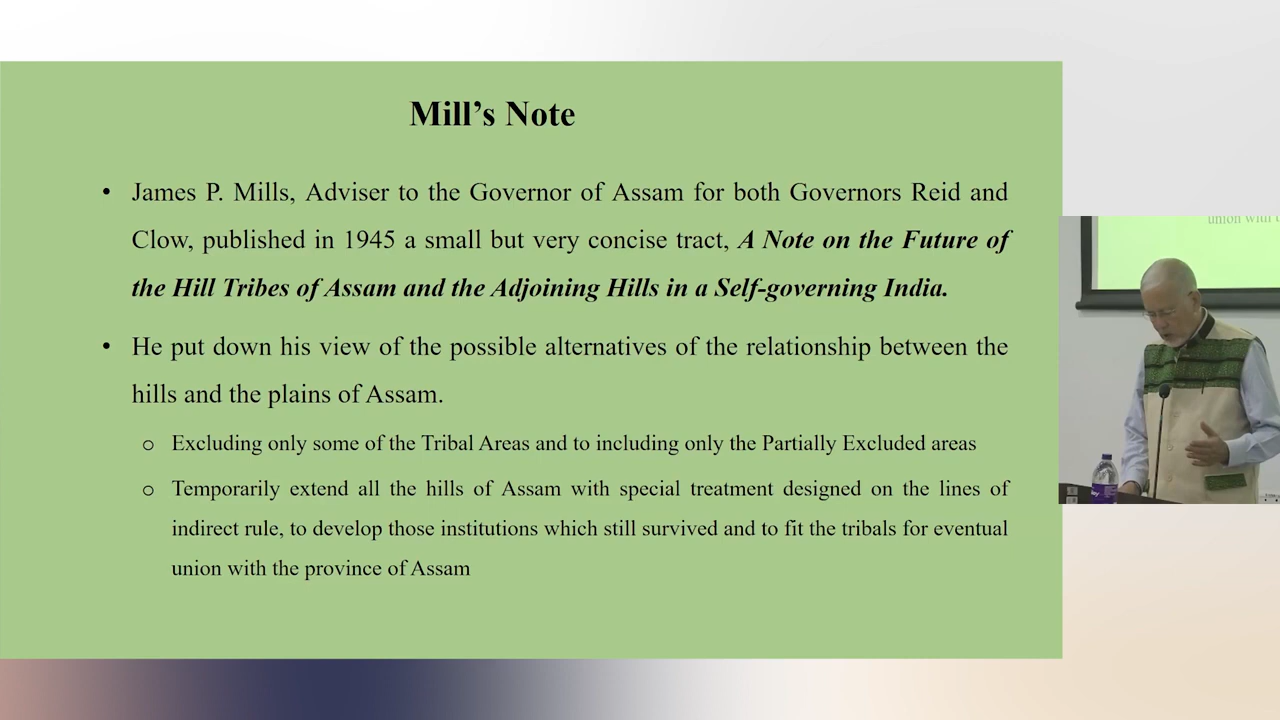 Mill’s Note
• James P. Mills, Adviser to the Governor of Assam for both Governors Reid and
Clow, published in 1945 a small but very concise tract, A Note on the Future of
the Hill Tribes of Assam and the Adjoining Hills in a Self-governing India.
• He put down his view of the possible alternatives of the relationship between the
hills and the plains of Assam.
o Excluding only some of the Tribal Areas and to including only the Partially Excluded areas
o Temporarily extend all the hills of Assam with special treatment designed on the lines of
indirect rule, to develop those institutions which still survived and to fit the tribals for eventual
union with the province of Assam
union with